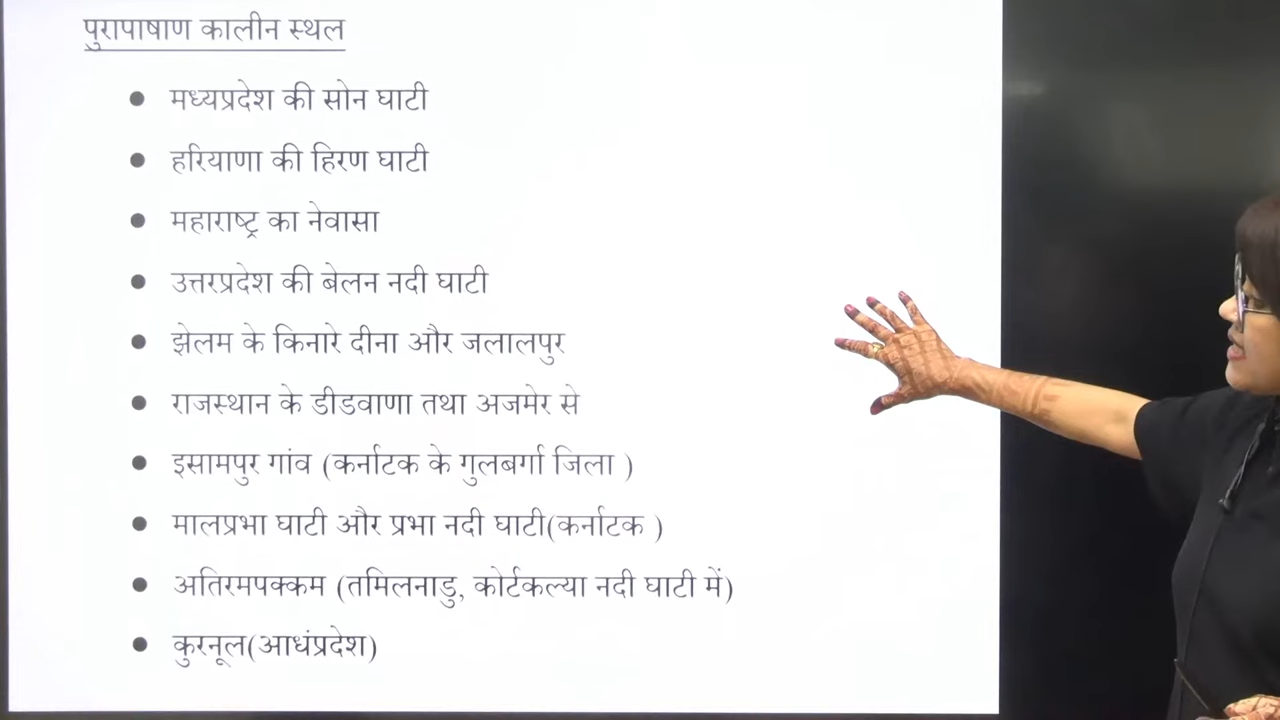 पुरापाषाण कालीन स्थल
● मध्यप्रदेश की सोन घाटी
● हरियाणा की हिरण घाटी
● महाराष्ट्र का नेवासा
● उत्तरप्रदेश की बेलन नदी घाटी
● झेलम के किनारे दीना और जलालपुर
● राजस्थान के डीडवाणा तथा अजमेर से
● इसामपुर गांव (कर्नाटक के गुलबर्गा जिला )
● मालप्रभा घाटी और प्रभा नदी घाटी(कर्नाटक )
● अतिरमपक्कम (तमिलनाडु, कोर्टकल्या नदी घाटी में)
● कुरनूल(आधंप्रदेश)